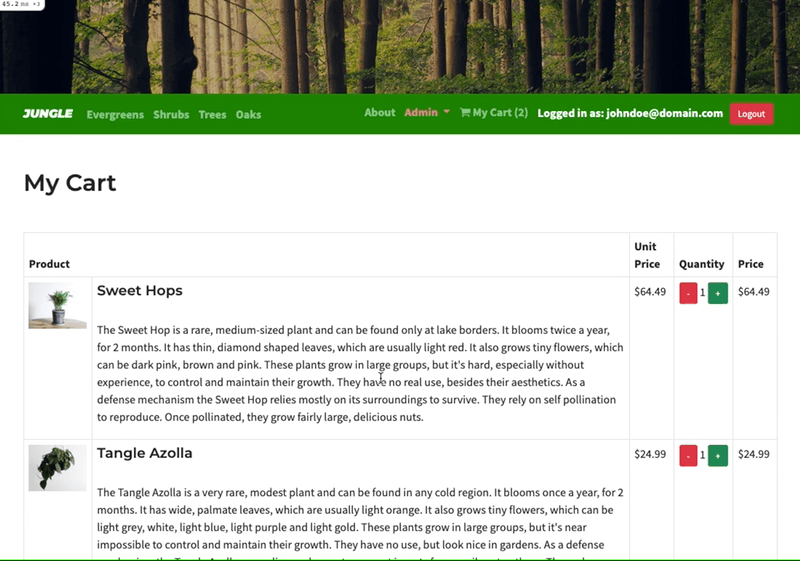 45.2 ms ×3
JUNGLE Evergreens Shrubs Trees Oaks About Admin My Cart (2) Logged in as: johndoe@domain.com Logout
My Cart
Product Unit Price Quantity Price
Sweet Hops $64.49 - 1 + $64.49
The Sweet Hop is a rare, medium-sized plant and can be found only at lake borders. It blooms twice a year,
for 2 months. It has thin, diamond shaped leaves, which are usually light red. It also grows tiny flowers, which
can be dark pink, brown and pink. These plants grow in large groups, but it's hard, especially without
experience, to control and maintain their growth. They have no real use, besides their aesthetics. As a
defense mechanism the Sweet Hop relies mostly on its surroundings to survive. They rely on self pollination
to reproduce. Once pollinated, they grow fairly large, delicious nuts.
Tangle Azolla $24.99 - 1 + $24.99
The Tangle Azolla is a very rare, modest plant and can be found in any cold region. It blooms once a year, for 2
months. It has wide, palmate leaves, which are usually light orange. It also grows tiny flowers, which can be
light grey, white, light blue, light purple and light gold. These plants grow in large groups, but it's near
impossible to control and maintain their growth. They have no use, but look nice in gardens. As a defense